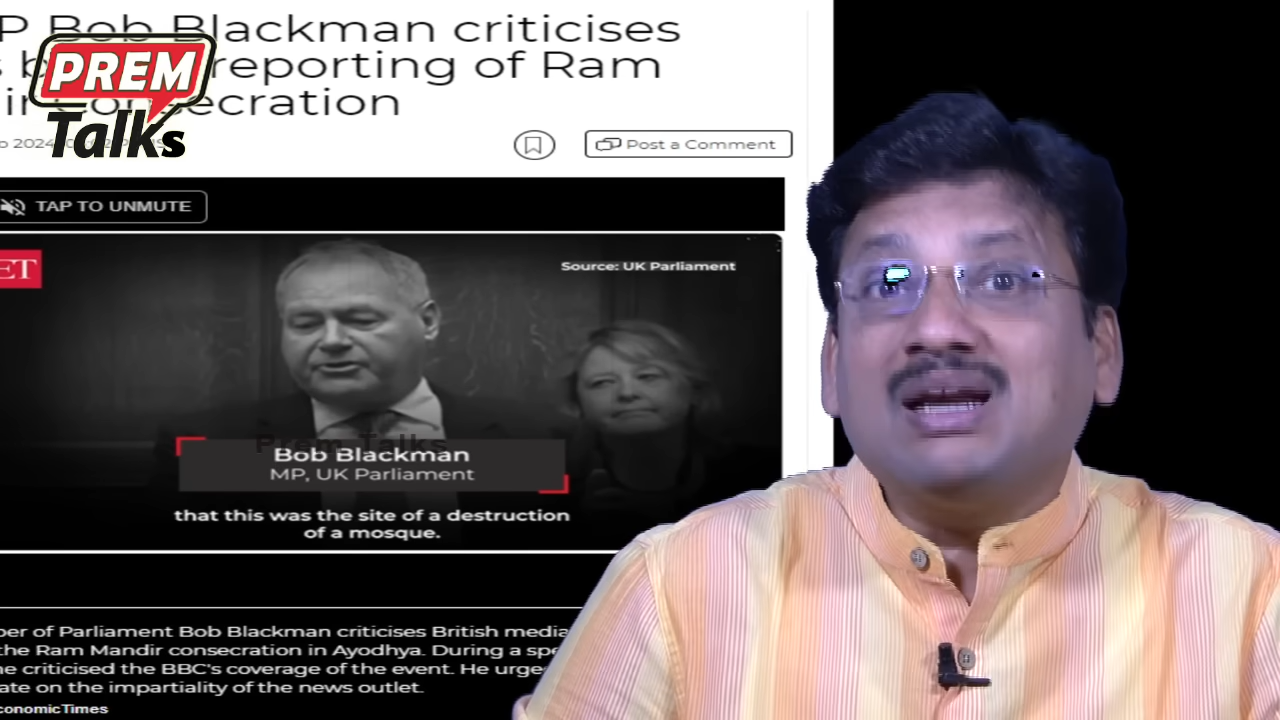 P Bob Blackman criticises
reporting of Ram
ecration
PREM
Talks
2024
Post a Comment
TAP TO UNMUTE
ET
Source: UK Parliament
Prem Talks
Bob Blackman
MP, UK Parliament
that this was the site of a destruction
of a mosque.
ber of Parliament Bob Blackman criticises British media
the Ram Mandir consecration in Ayodhya. During a spe
he criticised the BBC's coverage of the event. He urge
ate on the impartiality of the news outlet.
conomicTimes